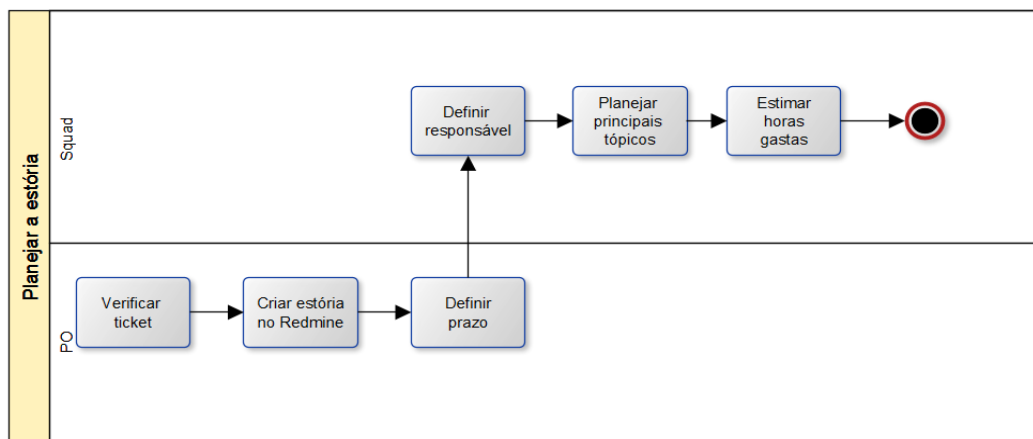 Planejar a estória
Squad
Definir
responsável
Planejar
principais
tópicos
Estimar
horas
gastas
PO
Verificar
ticket
Criar estória
no Redmine
Definir
prazo